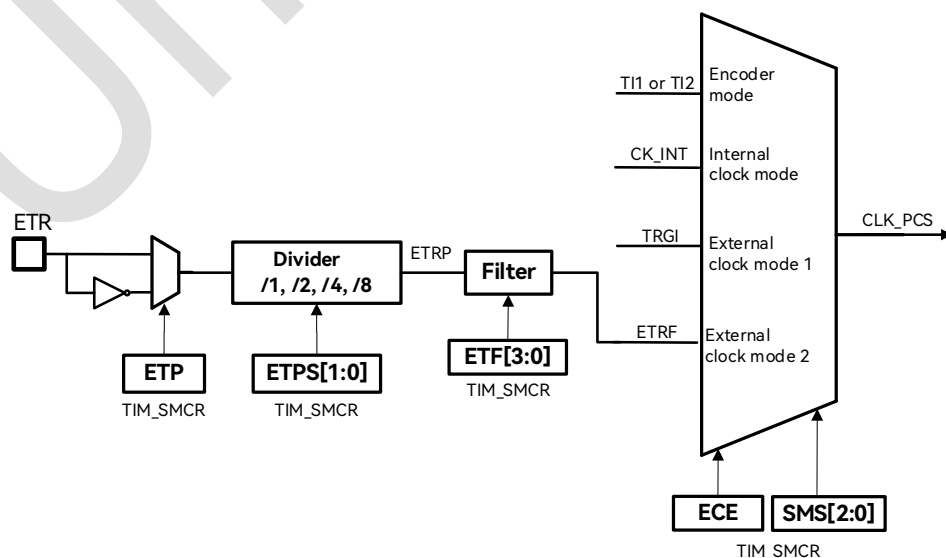 TI1 or TI2
Encoder
mode
CK_INT
Internal
clock mode
ETR
TRGI
External
clock mode 1
CLK_PCS
Divider
/1, /2, /4, /8
ETRP
Filter
ETRF
External
clock mode 2
ETP
ETPS[1:0]
ETF[3:0]
TIM_SMCR
TIM_SMCR
TIM_SMCR
ECE
SMS[2:0]
TIM_SMCR